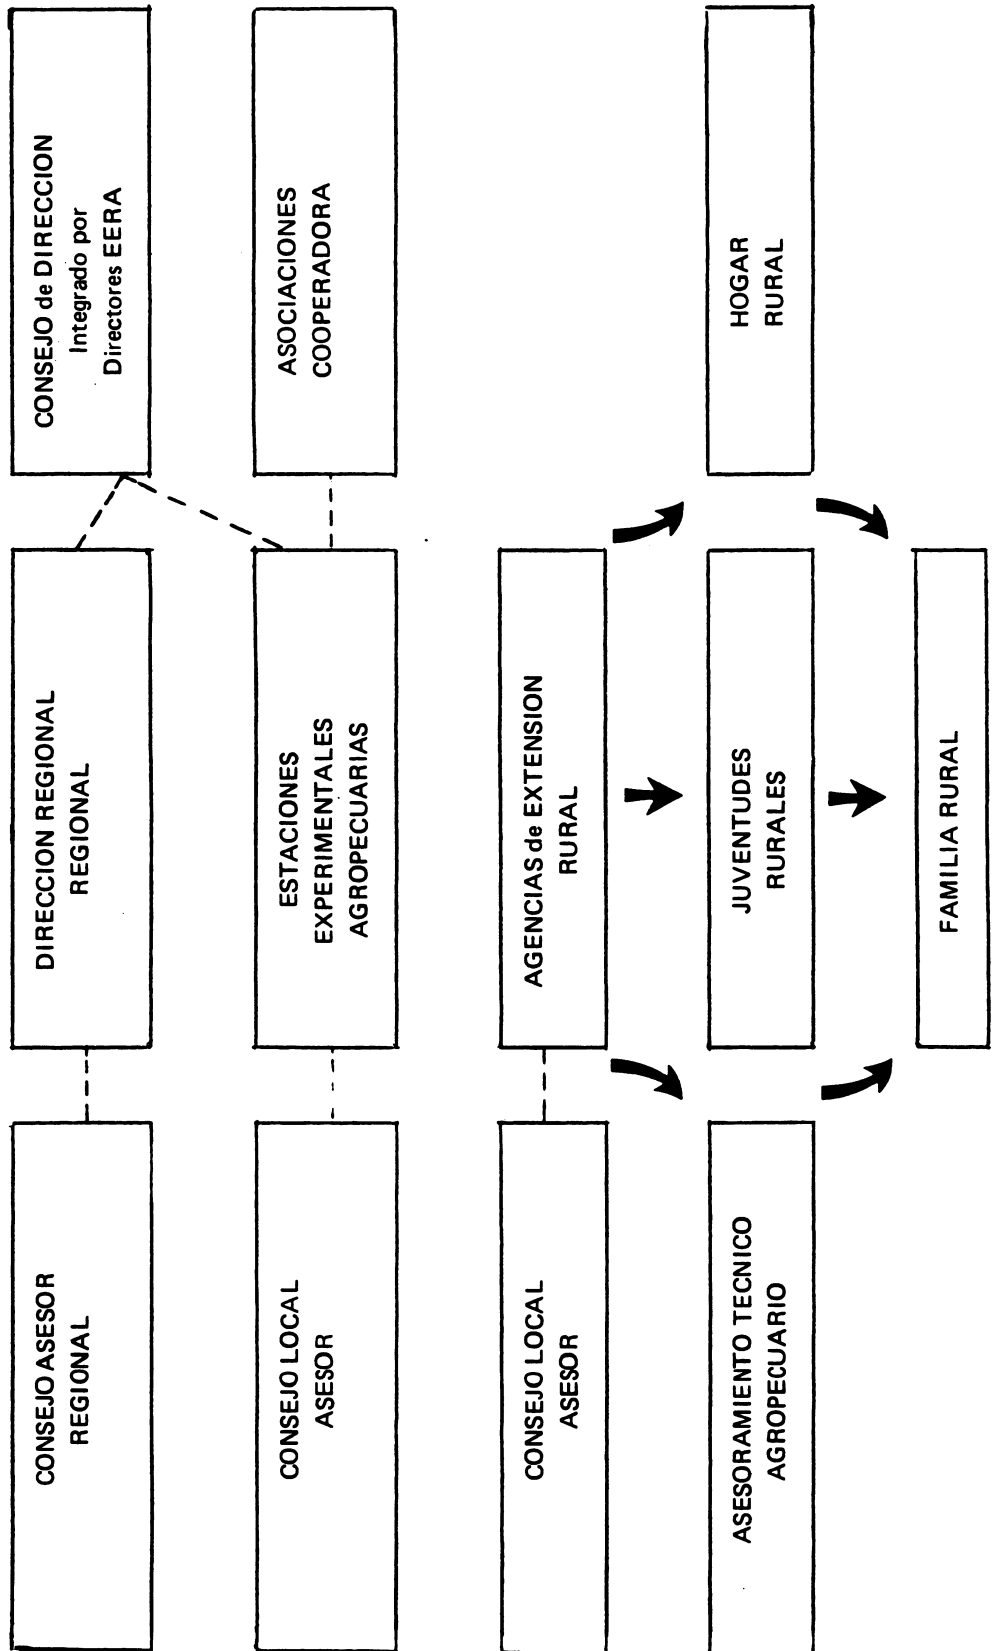 CONSEJO ASESOR
REGIONAL
DIRECCION REGIONAL
REGIONAL
CONSEJO de DIRECCION
Integrado por
Directores EERA
CONSEJO LOCAL
ASESOR
ESTACIONES
EXPERIMENTALES
AGROPECUARIAS
ASOCIACIONES
COOPERADORA
CONSEJO LOCAL
ASESOR
AGENCIAS de EXTENSION
RURAL
ASESORAMIENTO TECNICO
AGROPECUARIO
JUVENTUDES
RURALES
HOGAR
RURAL
FAMILIA RURAL